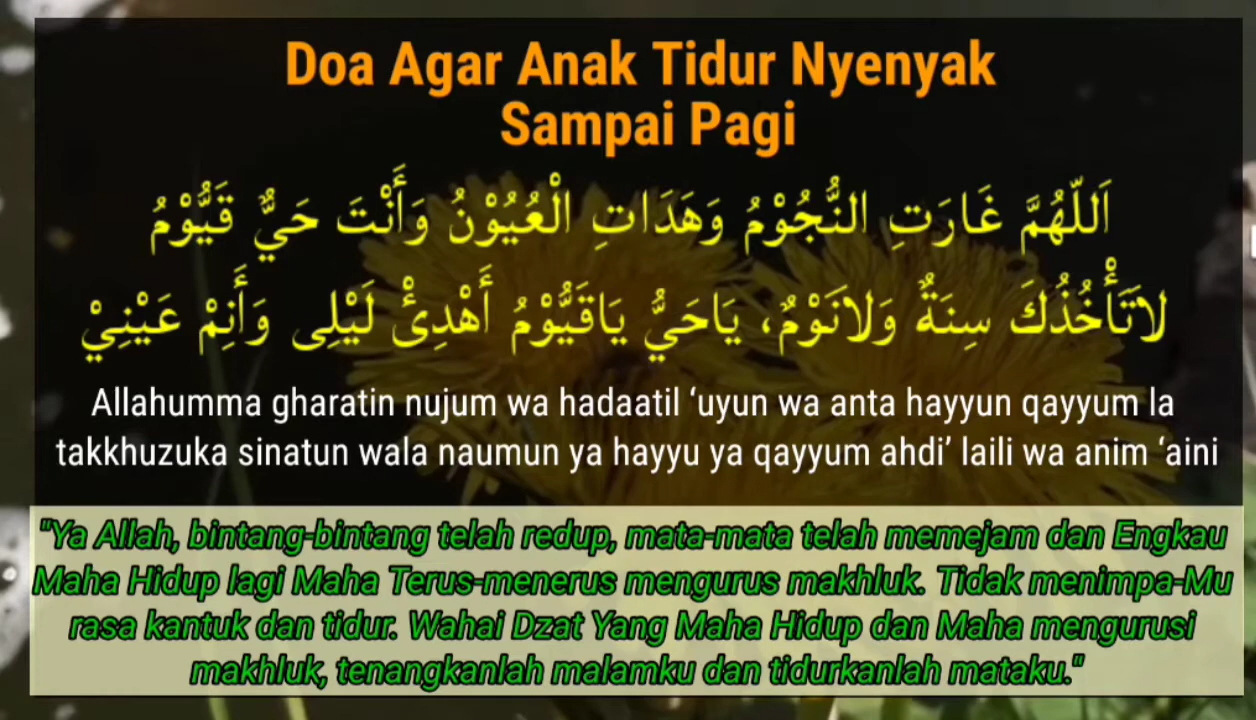 Doa Agar Anak Tidur Nyenyak
Sampai Pagi
اَللّهُمَّ غَارَتِ النُّجُوْمُ وَهَدَاتِ الْعُيُوْنُ وَأَنْتَ حَيٌّ قَيُّوْمُ
لاَتَأْخُذُكَ سِنَةٌ وَلاَنَوْمٌ، يَاحَيُّ يَاقَيُّوْمُ أَهْدِئْ لَيْلِى وَأَنِمْ عَيْنِيْ
Allahumma gharatin nujum wa hadaatil ‘uyun wa anta hayyun qayyum la
takkhuzuka sinatun wala naumun ya hayyu ya qayyum ahdi’ laili wa anim ‘aini
"Ya Allah, bintang-bintang telah redup, mata-mata telah memejam dan Engkau
Maha Hidup lagi Maha Terus-menerus mengurus makhluk. Tidak menimpa-Mu
rasa kantuk dan tidur. Wahai Dzat Yang Maha Hidup dan Maha mengurusi
makhluk, tenangkanlah malamku dan tidurkanlah mataku."